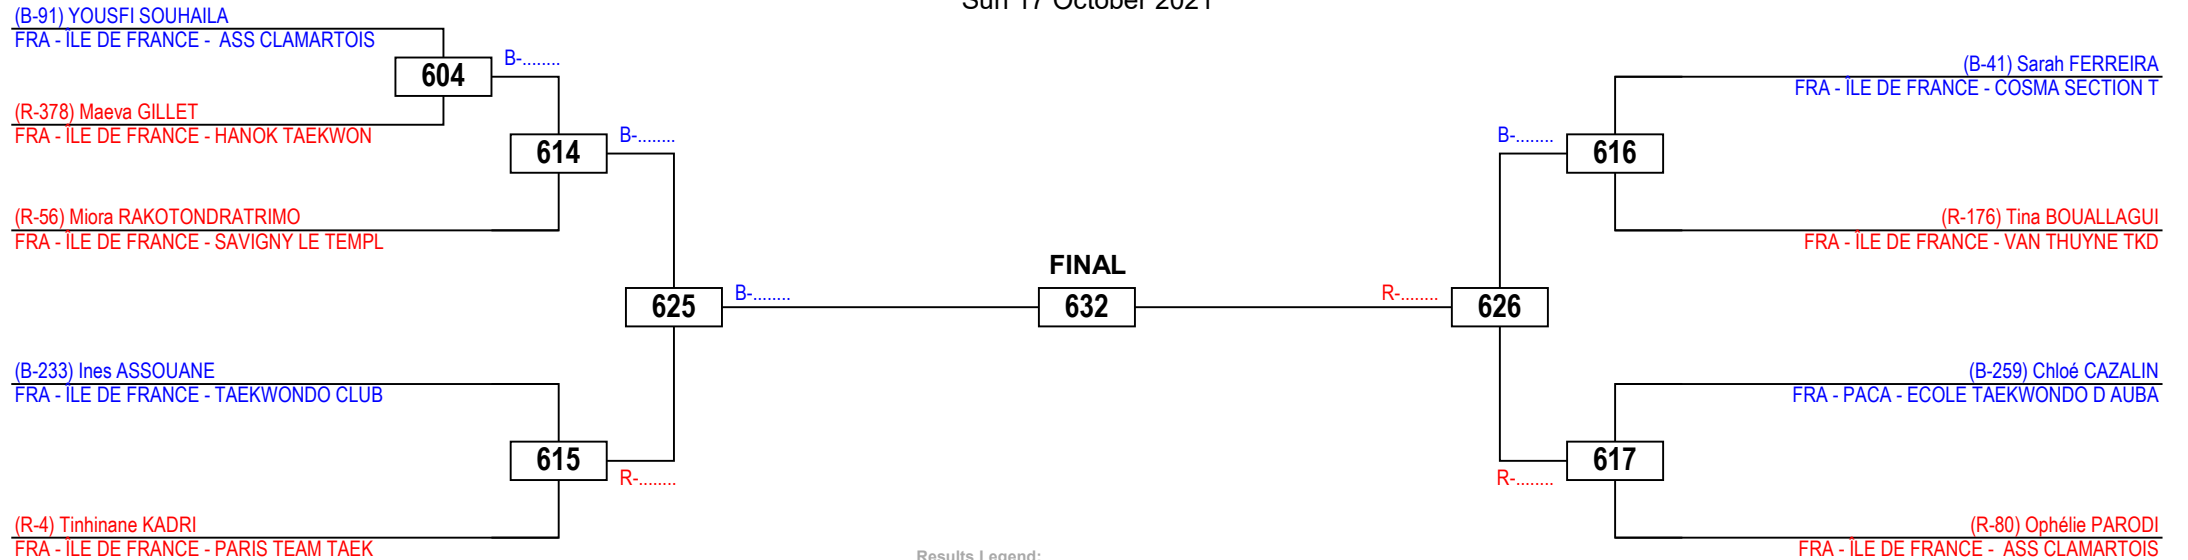 Sun 17 October 2021
(B-91) YOUSFI SOUHAILA
FRA - ÎLE DE FRANCE - ASS CLAMARTOIS
604
B-........
(R-378) Maeva GILLET
FRA - ÎLE DE FRANCE - HANOK TAEKWON
614
B-........
(R-56) Miora RAKOTONDRATRIMO
FRA - ÎLE DE FRANCE - SAVIGNY LE TEMPL
625
B-........
(B-233) Ines ASSOUANE
FRA - ÎLE DE FRANCE - TAEKWONDO CLUB
615
R-........
(R-4) Tinhinane KADRI
FRA - ÎLE DE FRANCE - PARIS TEAM TAEK
FINAL
632
(B-41) Sarah FERREIRA
FRA - ÎLE DE FRANCE - COSMA SECTION T
B-........
616
(R-176) Tina BOUALLAGUI
FRA - ÎLE DE FRANCE - VAN THUYNE TKD
R-........
626
(B-259) Chloé CAZALIN
FRA - PACA - ECOLE TAEKWONDO D AUBA
617
R-........
(R-80) Ophélie PARODI
FRA - ÎLE DE FRANCE - ASS CLAMARTOIS
Results Legend: